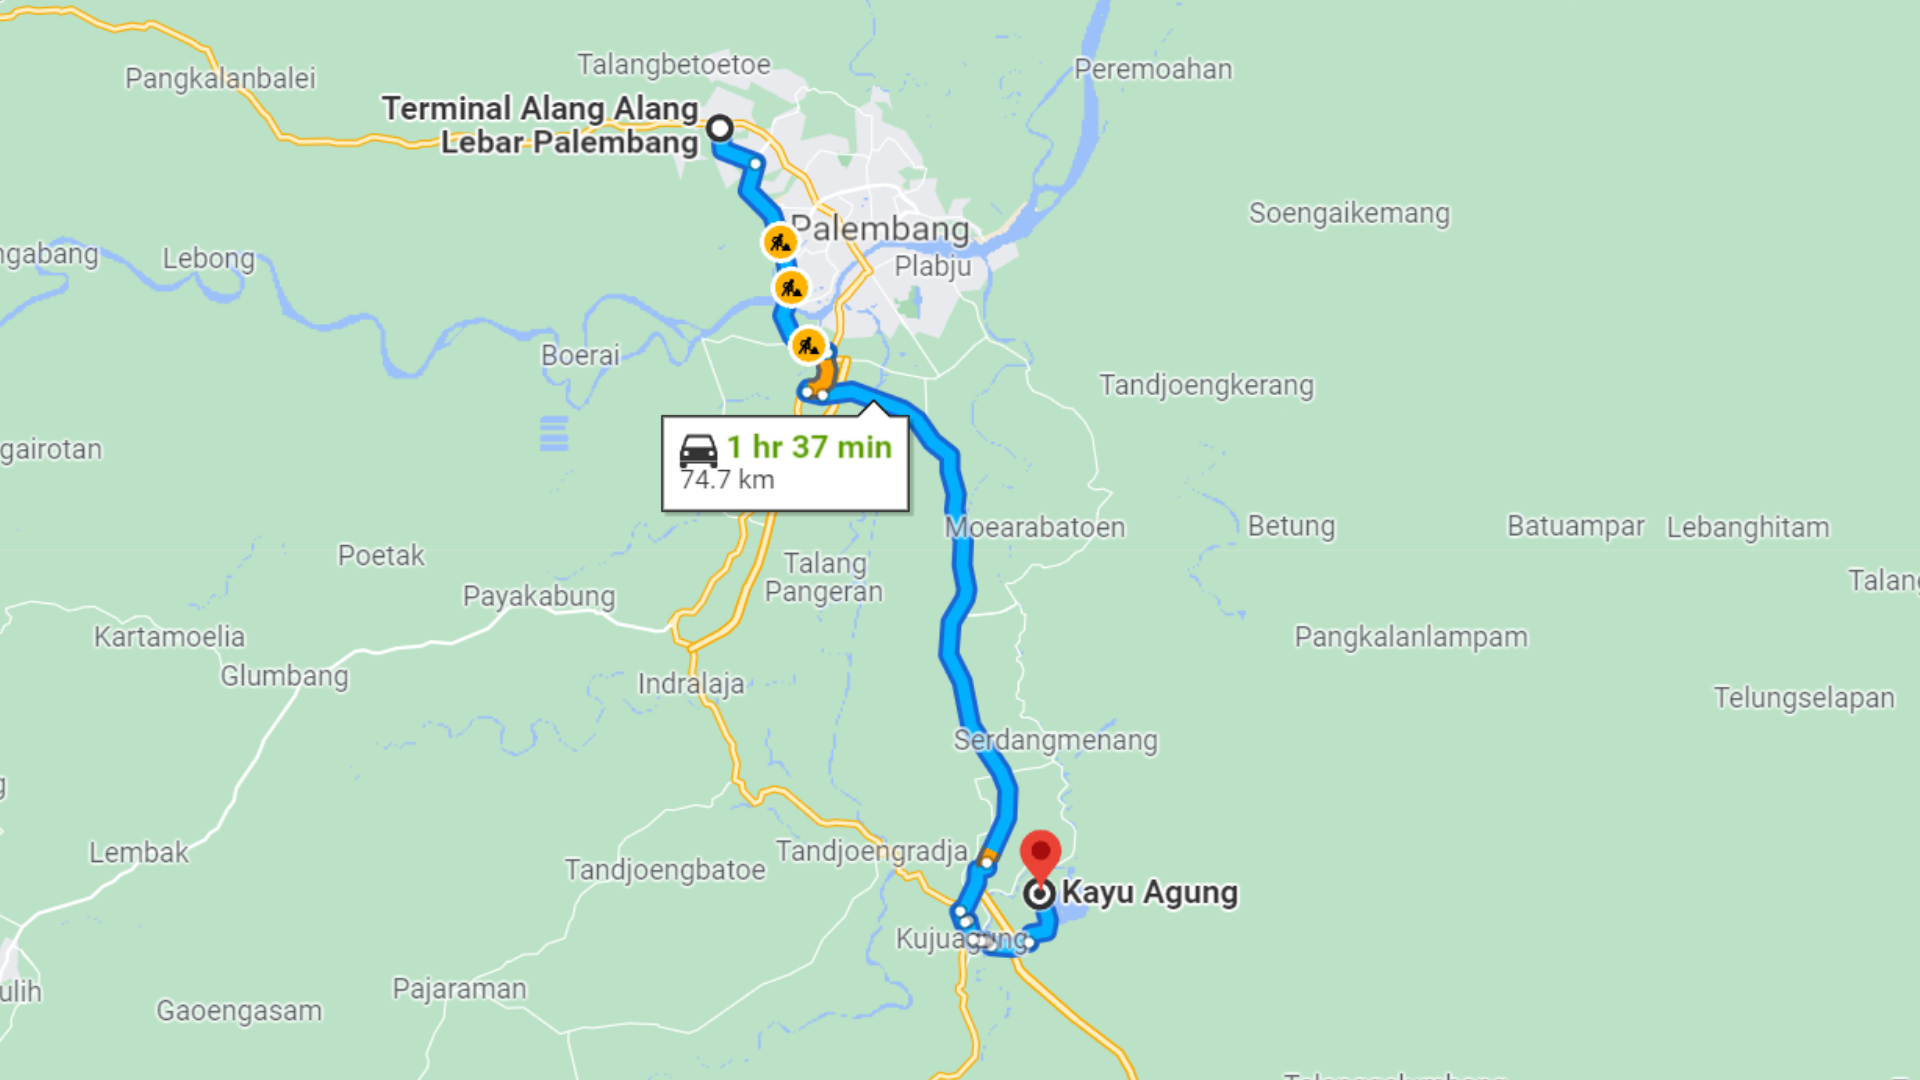 Talangbetoetoe
Peremoahan
Pangkalanbalei
Terminal Alang Alang
Lebar Palembang
Soengaikemang
Palembang
ngabang
Lebong
Plabju
Boerai
Tandjoengkerang
1 hr 37 min
gairotan
74.7 km
Moearabatoen
Betung
Batuampar
Lebanghitam
Poetak
Talang
Pangeran
Talang
Payakabung
Kartamoelia
Pangkalanlampam
Glumbang
Indralaja
Telungselapan
Serdangmenang
g
Lembak
Tandjoengradja
Tandjoengbatoe
Kayu Agung
Kujuagung
ulih
Pajaraman
Gaoengasam